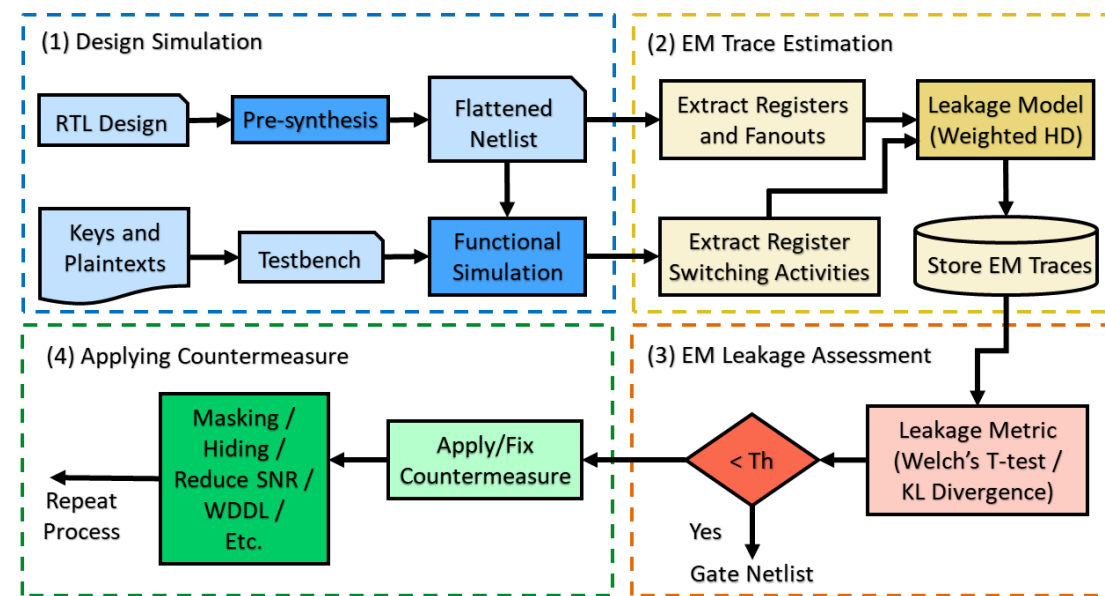 (1) Design Simulation
RTL Design
Pre-synthesis
Flattened
Netlist
Keys and
Plaintexts
Testbench
Functional
Simulation
(2) EM Trace Estimation
Extract Registers
and Fanouts
Leakage Model
(Weighted HD)
Extract Register
Switching Activities
Store EM Traces
(3) EM Leakage Assessment
Leakage Metric
(Welch's T-test /
KL Divergence)
< Th
Yes
Gate Netlist
(4) Applying Countermeasure
Apply/Fix
Countermeasure
Masking /
Hiding /
Reduce SNR /
WDDL /
Etc.
Repeat
Process